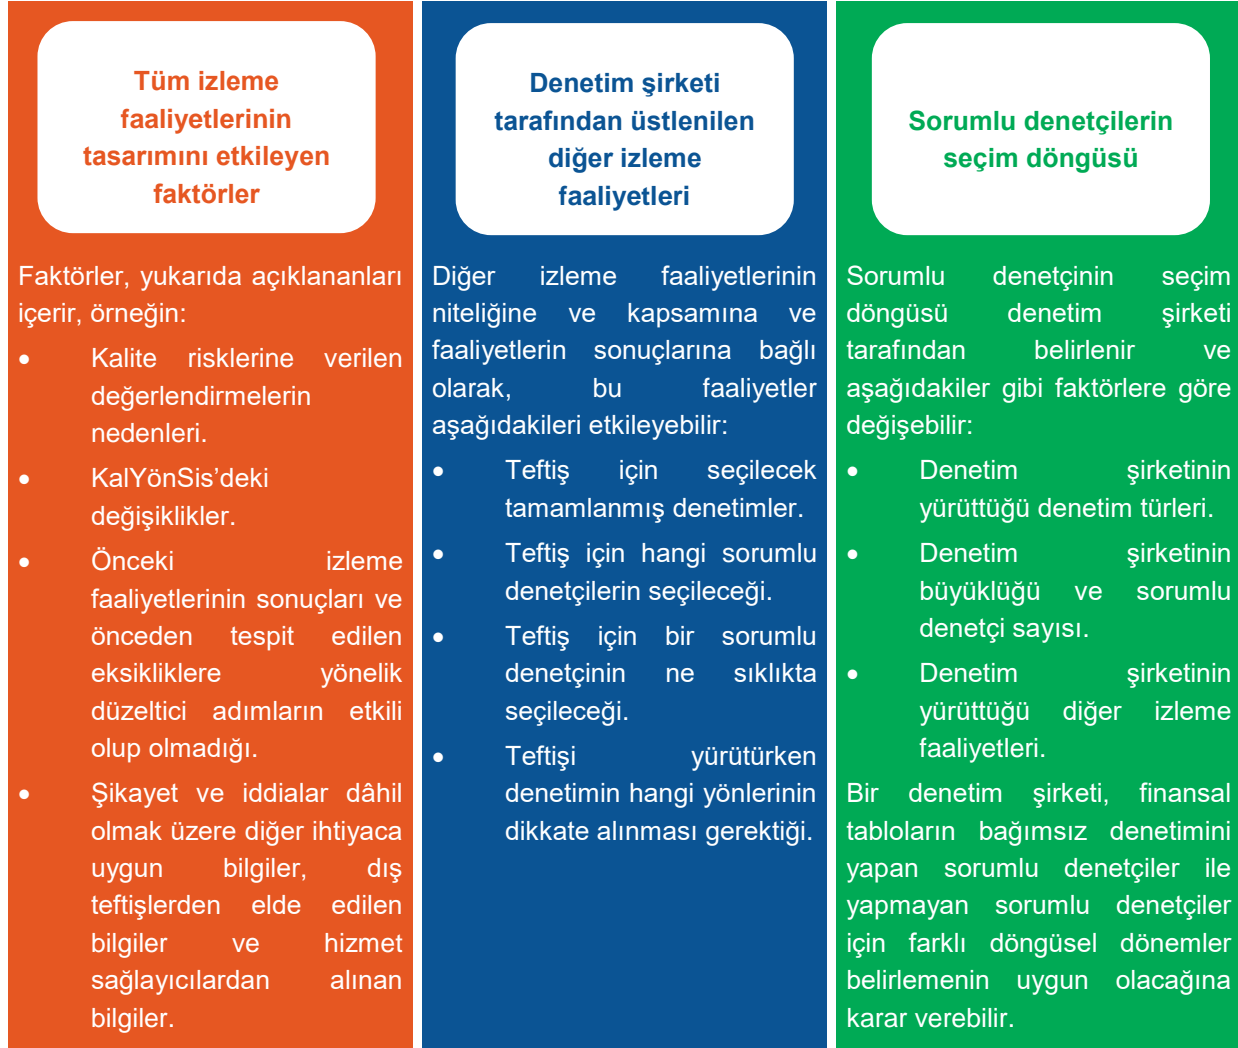 Tüm izleme
faaliyetlerinin
tasarımını etkileyen
faktörler
Faktörler, yukarıda açıklananları
içerir, örneğin:
• Kalite risklerine verilen
değerlendirmelerin
nedenleri.
• KalYönSis’deki
değişiklikler.
• Önceki izleme
faaliyetlerinin sonuçları ve
önceden tespit edilen
eksikliklere yönelik
düzeltici adımların etkili
olup olmadığı.
• Şikayet ve iddialar dâhil
olmak üzere diğer ihtiyaca
uygun bilgiler, dış
teftişlerden elde edilen
bilgiler ve hizmet
sağlayıcılardan alınan
bilgiler.
Denetim şirketi
tarafından üstlenilen
diğer izleme
faaliyetleri
Diğer izleme faaliyetlerinin
niteliğine ve kapsamına ve
faaliyetlerin sonuçlarına bağlı
olarak, bu faaliyetler
aşağıdakileri etkileyebilir:
• Teftiş için seçilecek
tamamlanmış denetimler.
• Teftiş için hangi sorumlu
denetçilerin seçileceği.
• Teftiş için bir sorumlu
denetçinin ne sıklıkta
seçileceği.
• Teftişi yürütürken
denetimin hangi yönlerinin
dikkate alınması gerektiği.
Sorumlu denetçilerin
seçim döngüsü
Sorumlu denetçinin seçim
döngüsü denetim şirketi
tarafından belirlenir ve
aşağıdakiler gibi faktörlere göre
değişebilir:
• Denetim şirketinin
yürüttüğü denetim türleri.
• Denetim şirketinin
büyüklüğü ve sorumlu
denetçi sayısı.
• Denetim şirketinin
yürüttüğü diğer izleme
faaliyetleri.
Bir denetim şirketi, finansal
tabloların bağımsız denetimini
yapan sorumlu denetçiler ile
yapmayan sorumlu denetçiler
için farklı döngüsel dönemler
belirlemenin uygun olacağına
karar verebilir.